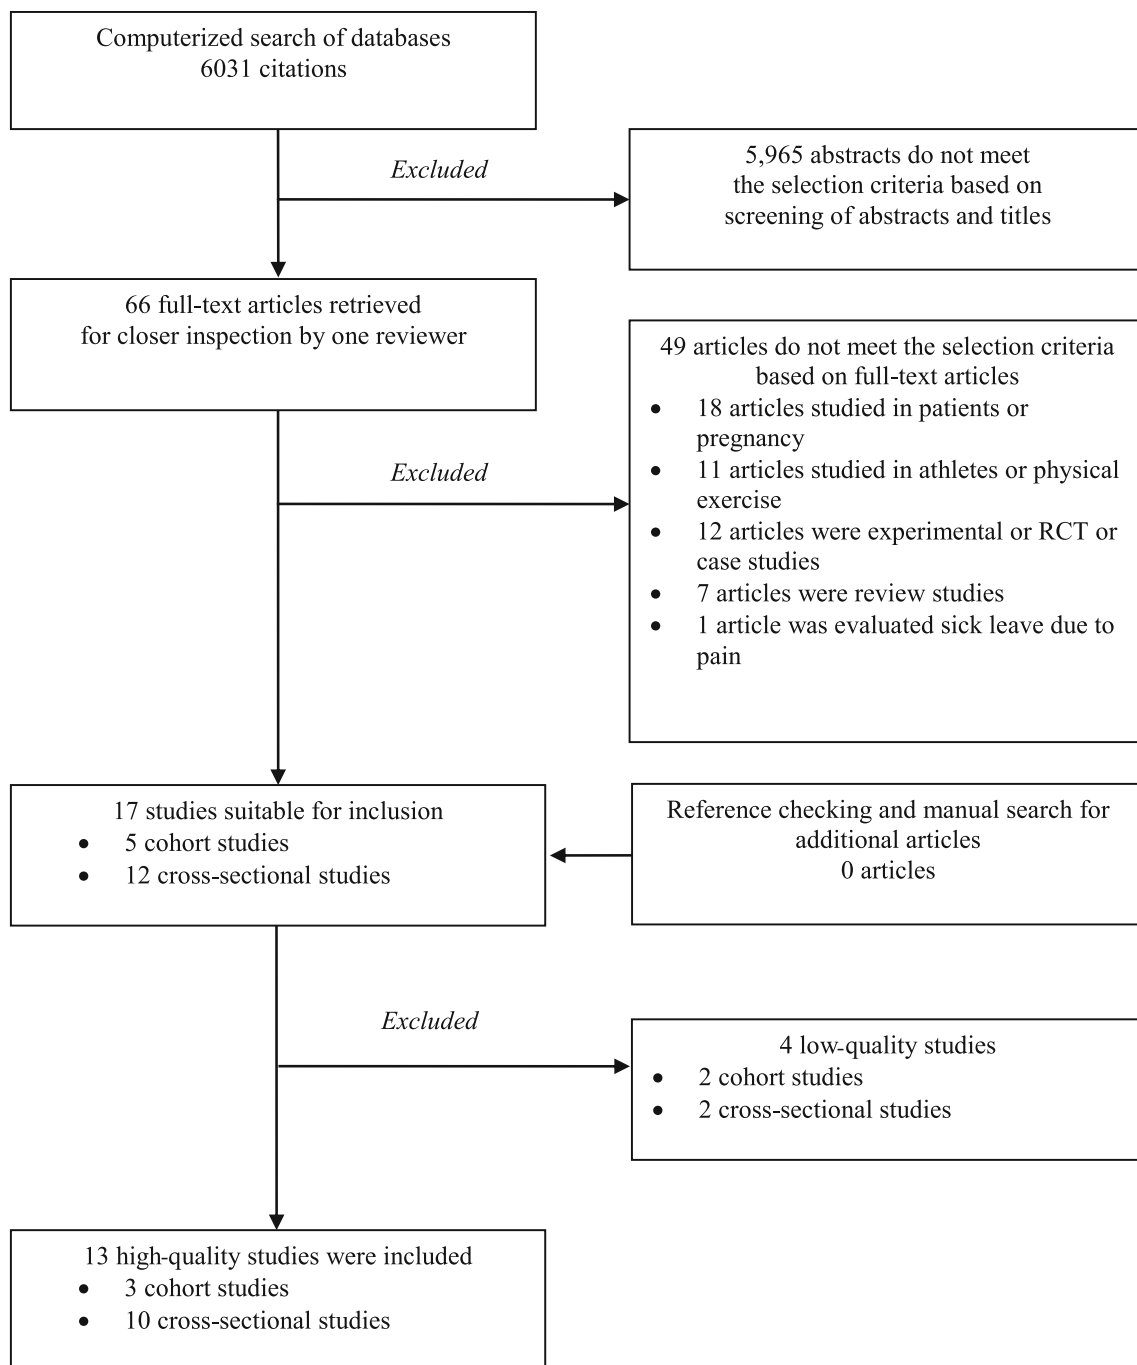 Computerized search of databases
6031 citations
Excluded
5,965 abstracts do not meet
the selection criteria based on
screening of abstracts and titles
66 full-text articles retrieved
for closer inspection by one reviewer
Excluded
49 articles do not meet the selection criteria
based on full-text articles
• 18 articles studied in patients or
pregnancy
• 11 articles studied in athletes or physical
exercise
• 12 articles were experimental or RCT or
case studies
• 7 articles were review studies
• 1 article was evaluated sick leave due to
pain
17 studies suitable for inclusion
• 5 cohort studies
• 12 cross-sectional studies
Reference checking and manual search for
additional articles
0 articles
Excluded
4 low-quality studies
• 2 cohort studies
• 2 cross-sectional studies
13 high-quality studies were included
• 3 cohort studies
• 10 cross-sectional studies